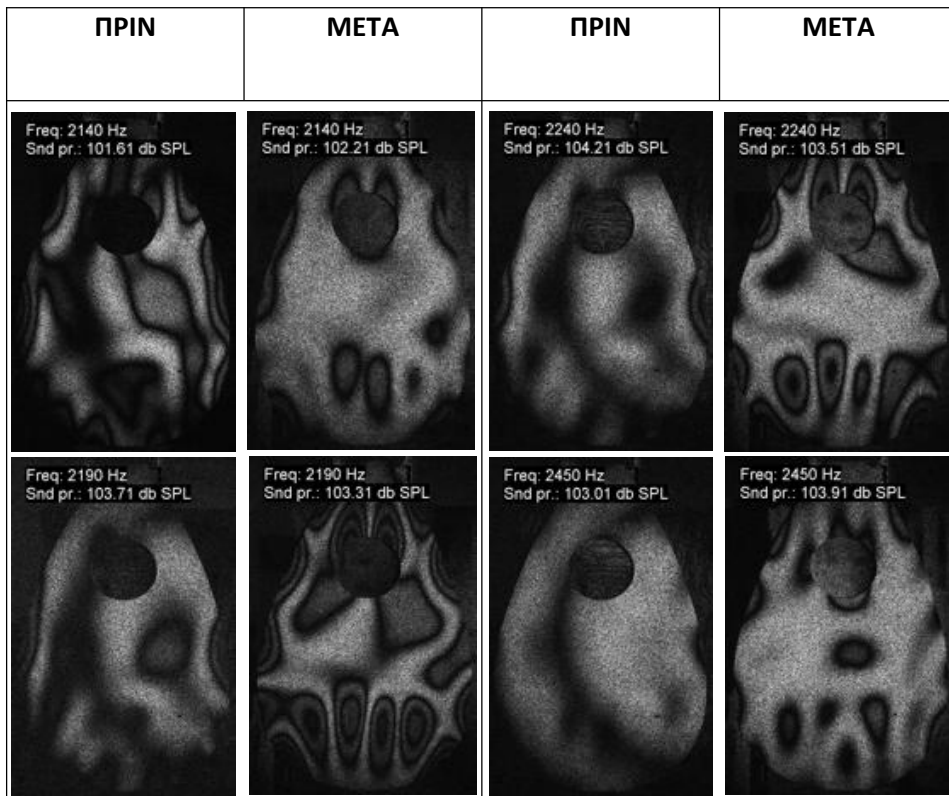 ΠΡΙΝ
ΜΕΤΑ
ΠΡΙΝ
ΜΕΤΑ
Freq: 2140 Hz
Snd pr.: 101.61 db SPL
Freq: 2140 Hz
Snd pr.: 102.21 db SPL
Freq: 2240 Hz
Snd pr.: 104.21 db SPL
Freq: 2240 Hz
Snd pr.: 103.51 db SPL
Freq: 2190 Hz
Snd pr.: 103.71 db SPL
Freq: 2190 Hz
Snd pr.: 103.31 db SPL
Freq: 2450 Hz
Snd pr.: 103.01 db SPL
Freq: 2450 Hz
Snd pr.: 103.91 db SPL